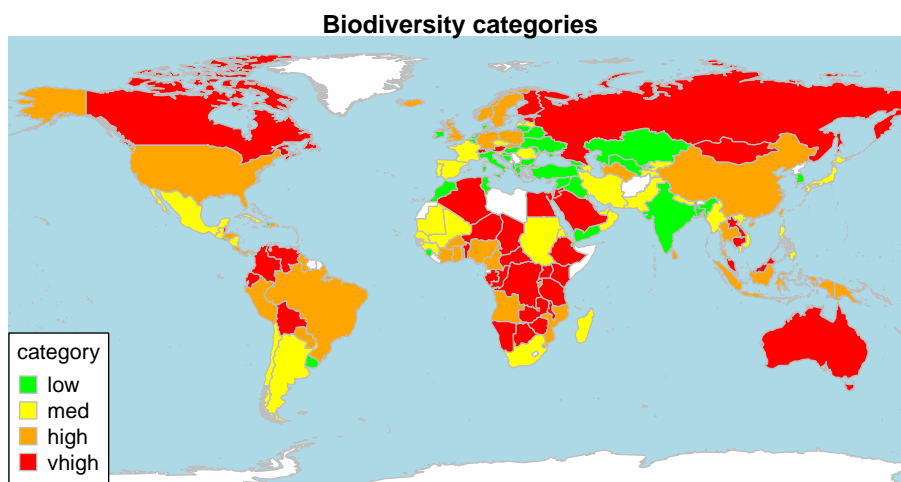 Biodiversity categories
category
low
med
high
vhigh